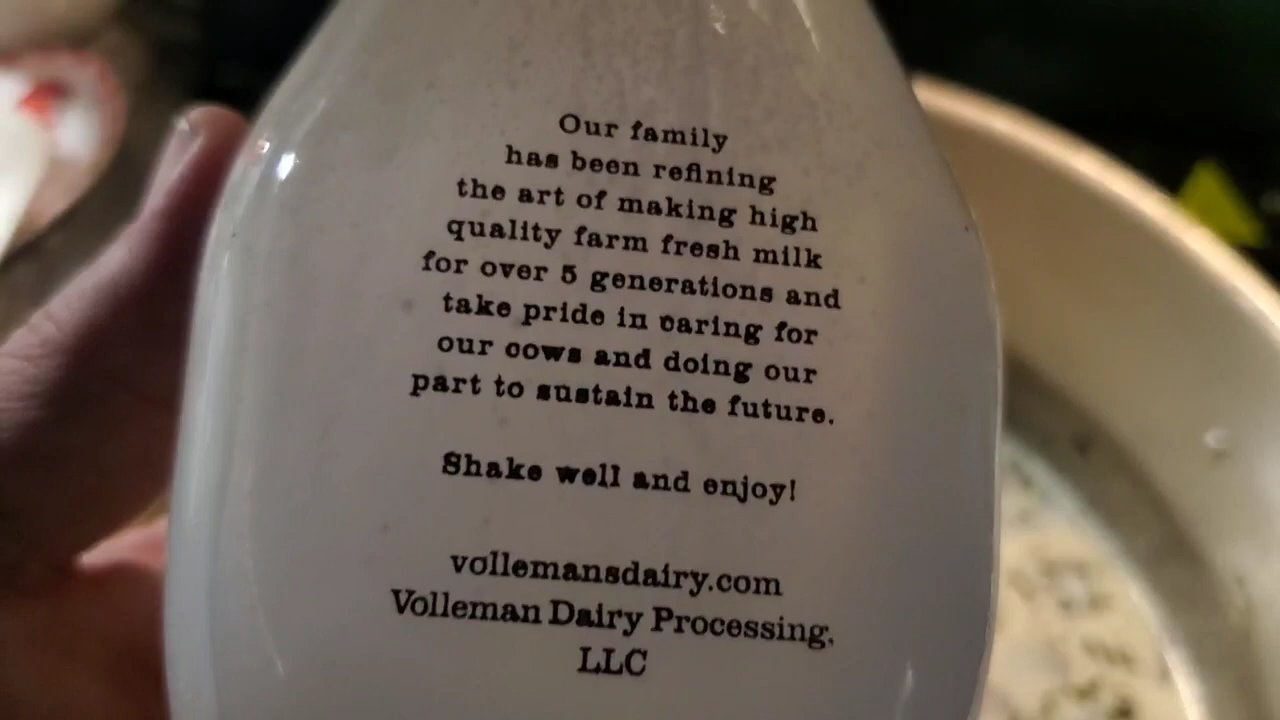 Our family
has been refining
the art of making high
quality farm fresh milk
for over 5 generations and
take pride in caring for
our cows and doing our
part to sustain the future.
Shake well and enjoy!
vollemansdairy.com
Volleman Dairy Processing,
LLC